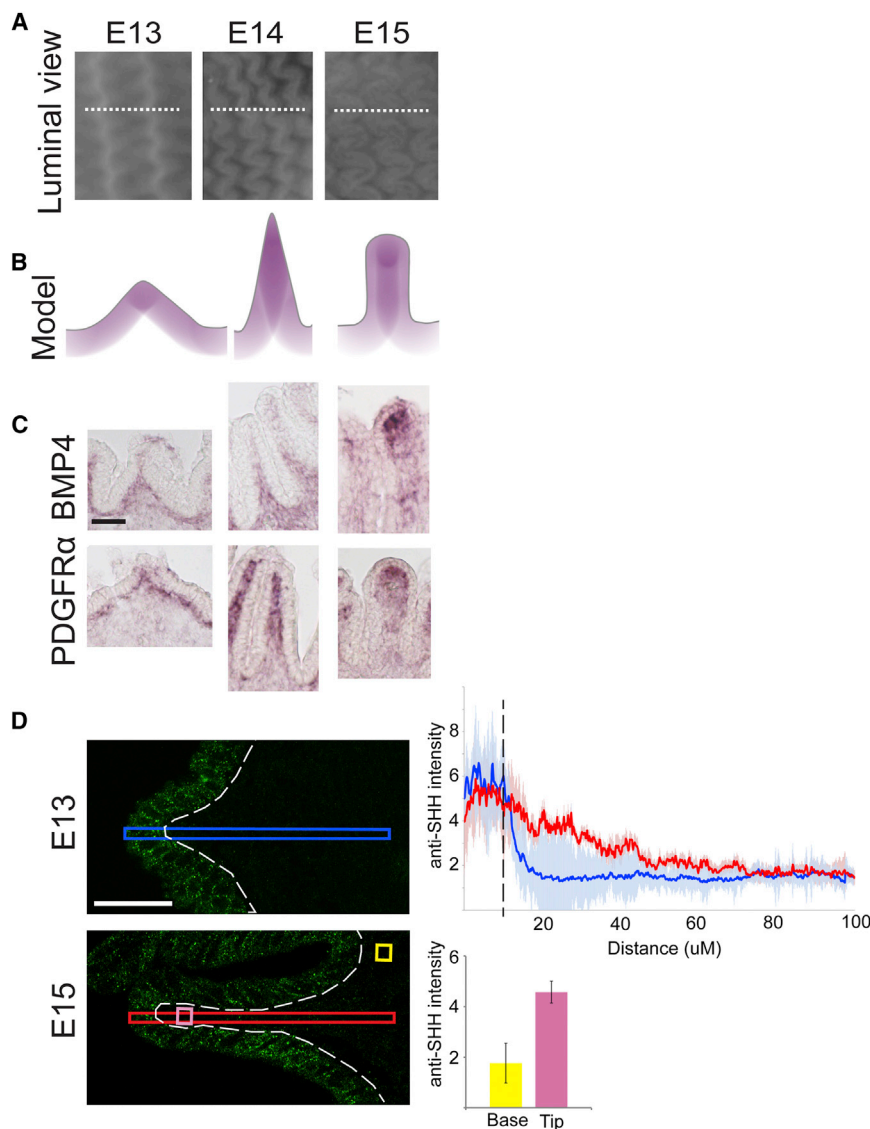 A
E13 E14 E15
Luminal view
B
Model
C
BMP4
PDGFRα
D
E13
E15
anti-SHH intensity
8
6
4
2
20 40 60 80 100
Distance (uM)
anti-SHH intensity
6
4
2
Base Tip